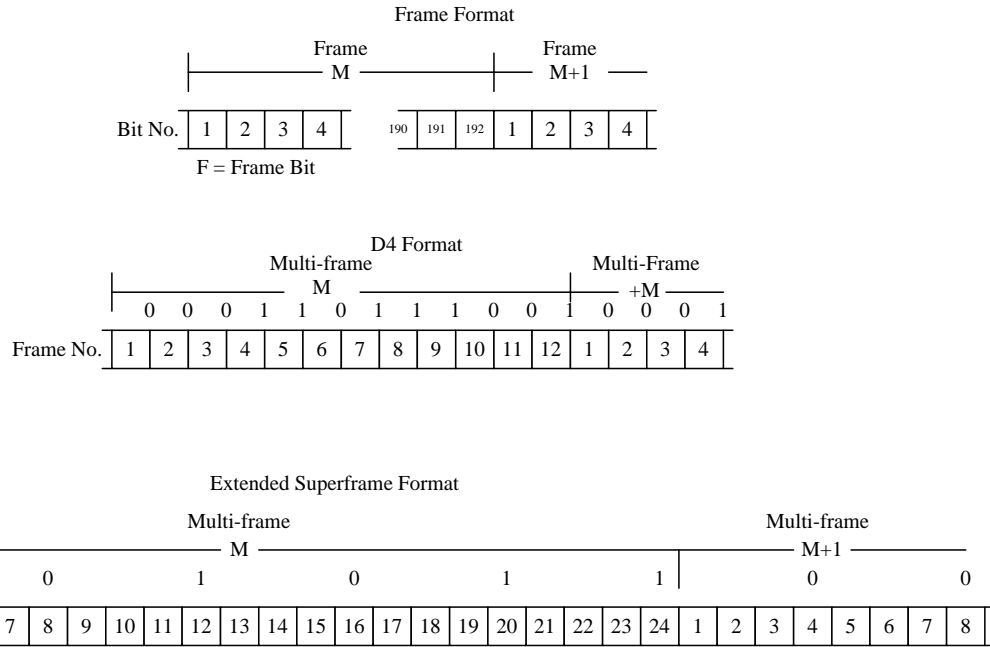 Frame Format
Frame Frame
M M+1
Bit No. 1 2 3 4 190 191 192 1 2 3 4
F = Frame Bit
D4 Format
Multi-frame Multi-Frame
M +M
0 0 0 1 1 0 1 1 1 0 0 1 0 0 0 1
Frame No. 1 2 3 4 5 6 7 8 9 10 11 12 1 2 3 4
Extended Superframe Format
Multi-frame Multi-frame
M M+1
0 1 0 1 1 0 0
7 8 9 10 11 12 13 14 15 16 17 18 19 20 21 22 23 24 1 2 3 4 5 6 7 8